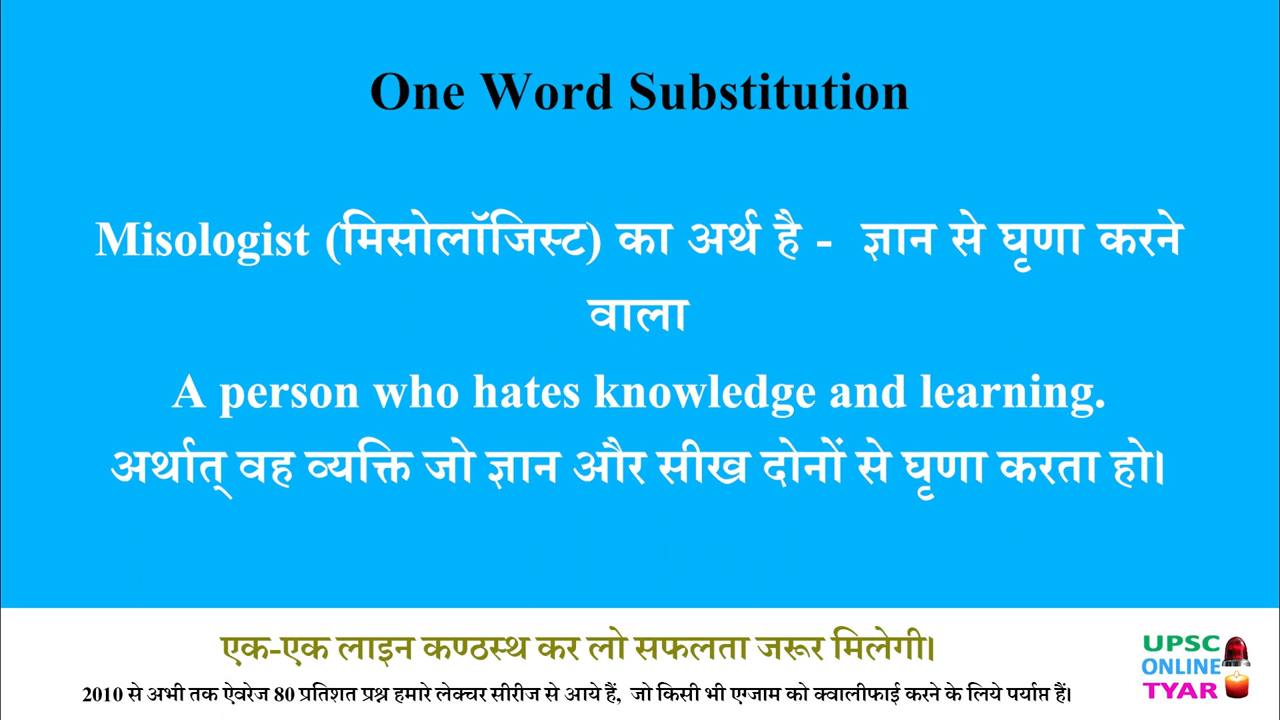 One Word Substitution
Misologist (मिसोलॉजिस्ट) का अर्थ है - ज्ञान से घृणा करने
वाला
A person who hates knowledge and learning.
अर्थात् वह व्यक्ति जो ज्ञान और सीख दोनों से घृणा करता हो।
एक-एक लाइन कण्ठस्थ कर लो सफलता जरूर मिलेगी।
2010 से अभी तक ऐवरेज 80 प्रतिशत प्रश्न हमारे लेक्चर सीरीज से आये हैं, जो किसी भी एग्जाम को क्वालीफाई करने के लिये पर्याप्त हैं।
UPSC
ONLINE
TYAR